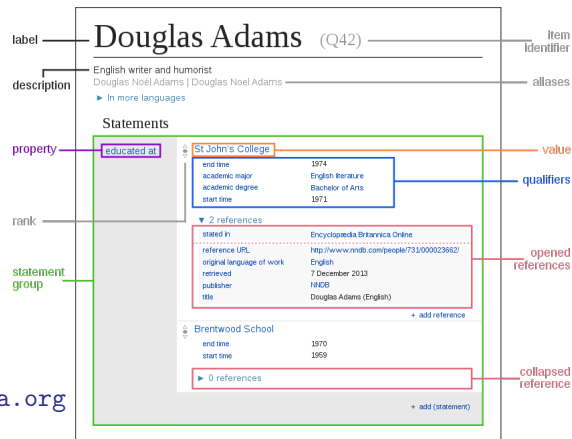 label
Douglas Adams (Q42)
item identifier
description
English writer and humorist
Douglas Noël Adams | Douglas Noel Adams
aliases
► In more languages
Statements
property
educated at
St John's College
value
end time 1974
academic major English literature
academic degree Bachelor of Arts
start time 1971
qualifiers
rank
▼ 2 references
stated in Encyclopædia Britannica Online
reference URL http://www.nndb.com/people/731/000023662/
original language of work English
retrieved 7 December 2013
publisher NNDB
title Douglas Adams (English)
opened references
statement group
+ add reference
Brentwood School
end time 1970
start time 1959
► 0 references
collapsed reference
a.org
+ add (statement)